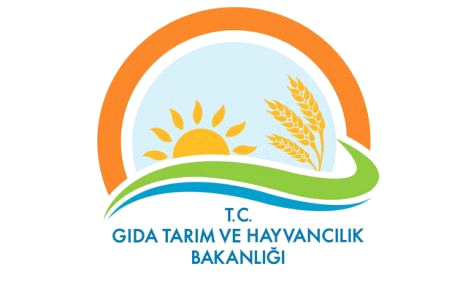 T.C.
GIDA TARIM VE HAYVANCILIK
BAKANLIĞI